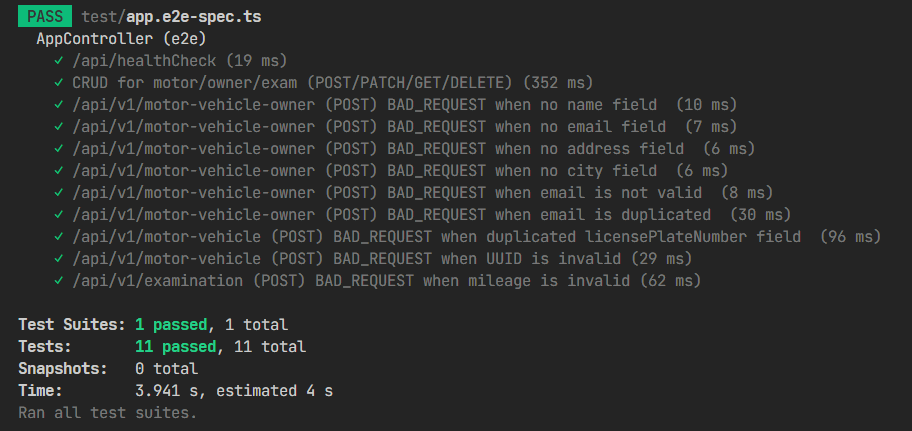 PASS test/app.e2e-spec.ts
AppController (e2e)
✓ /api/healthCheck (19 ms)
✓ CRUD for motor/owner/exam (POST/PATCH/GET/DELETE) (352 ms)
✓ /api/v1/motor-vehicle-owner (POST) BAD_REQUEST when no name field  (10 ms)
✓ /api/v1/motor-vehicle-owner (POST) BAD_REQUEST when no email field  (7 ms)
✓ /api/v1/motor-vehicle-owner (POST) BAD_REQUEST when no address field  (6 ms)
✓ /api/v1/motor-vehicle-owner (POST) BAD_REQUEST when no city field  (6 ms)
✓ /api/v1/motor-vehicle-owner (POST) BAD_REQUEST when email is not valid  (8 ms)
✓ /api/v1/motor-vehicle-owner (POST) BAD_REQUEST when email is duplicated  (30 ms)
✓ /api/v1/motor-vehicle (POST) BAD_REQUEST when duplicated licensePlateNumber field  (96 ms)
✓ /api/v1/motor-vehicle (POST) BAD_REQUEST when UUID is invalid (29 ms)
✓ /api/v1/examination (POST) BAD_REQUEST when mileage is invalid (62 ms)
Test Suites: 1 passed, 1 total
Tests:       11 passed, 11 total
Snapshots:   0 total
Time:        3.941 s, estimated 4 s
Ran all test suites.